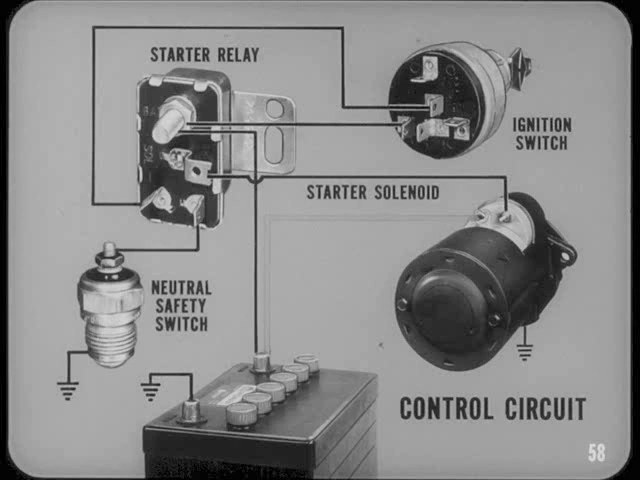 STARTER RELAY
IGNITION
SWITCH
STARTER SOLENOID
NEUTRAL
SAFETY
SWITCH
CONTROL CIRCUIT
58